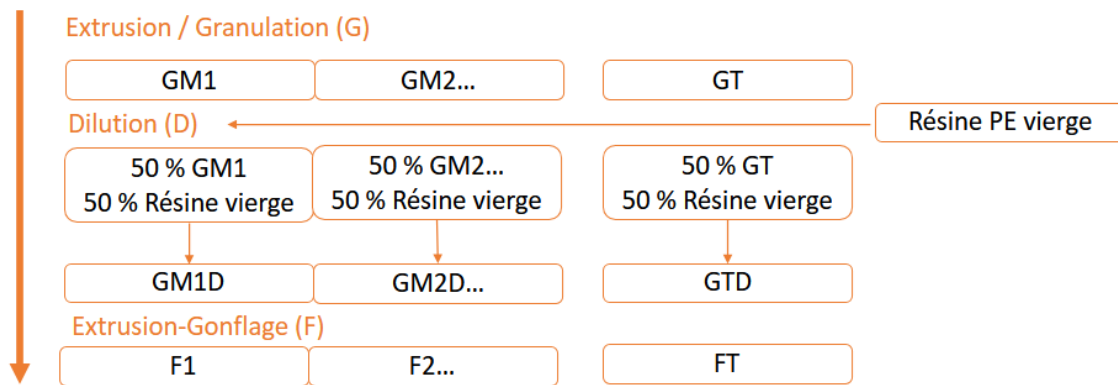 Extrusion / Granulation (G)
GM1
GM2...
GT
Dilution (D)
Résine PE vierge
50 % GM1
50 % Résine vierge
50 % GM2...
50 % Résine vierge
50 % GT
50 % Résine vierge
GM1D
GM2D...
GTD
Extrusion-Gonflage (F)
F1
F2...
FT